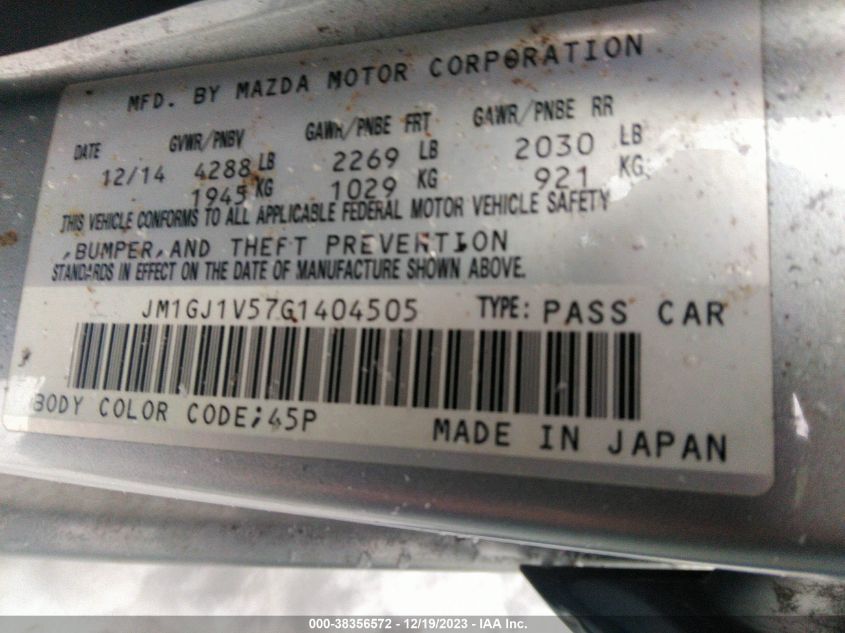 MFD. BY MAZDA MOTOR CORPORATION
DATE GVWR/PNBV GAWR/PNBE FRT GAWR/PNBE RR
12/14 4288 LB 2269 LB 2030 LB
1945 KG 1029 KG 921 KG
THIS VEHICLE CONFORMS TO ALL APPLICABLE FEDERAL MOTOR VEHICLE SAFETY
,BUMPER,AND THEFT PREVENTION
STANDARDS IN EFFECT ON THE DATE OF MANUFACTURE SHOWN ABOVE.
JM1GJ1V57G1404505 TYPE: PASS CAR
BODY COLOR CODE;45P
MADE IN JAPAN
000-38356572 - 12/19/2023 - IAA Inc.